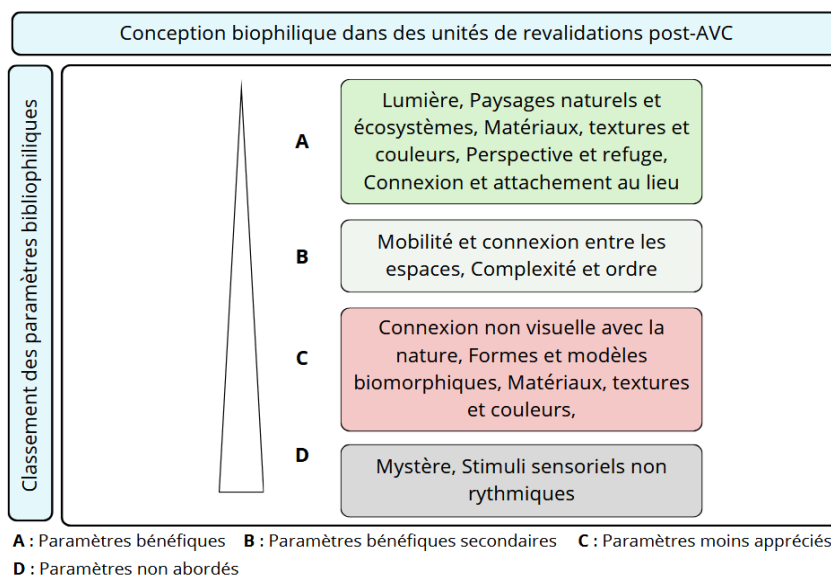 Conception biophilique dans des unités de revalidations post-AVC
Classement des paramètres bibliophiliques
A
Lumière, Paysages naturels et
écosystèmes, Matériaux, textures et
couleurs, Perspective et refuge,
Connexion et attachement au lieu
B
Mobilité et connexion entre les
espaces, Complexité et ordre
C
Connexion non visuelle avec la
nature, Formes et modèles
biomorphiques, Matériaux, textures
et couleurs,
D
Mystère, Stimuli sensoriels non
rythmiques
A : Paramètres bénéfiques B : Paramètres bénéfiques secondaires C : Paramètres moins appréciés
D : Paramètres non abordés